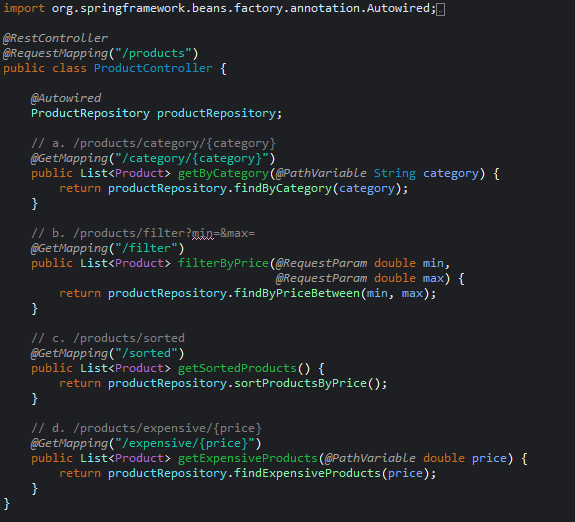 import org.springframework.beans.factory.annotation.Autowired;
@RestController
@RequestMapping("/products")
public class ProductController {
@Autowired
ProductRepository productRepository;
// a. /products/category/{category}
@GetMapping("/category/{category}")
public List<Product> getByCategory(@PathVariable String category) {
return productRepository.findByCategory(category);
}
// b. /products/filter?min=&max=
@GetMapping("/filter")
public List<Product> filterByPrice(@RequestParam double min,
@RequestParam double max) {
return productRepository.findByPriceBetween(min, max);
}
// c. /products/sorted
@GetMapping("/sorted")
public List<Product> getSortedProducts() {
return productRepository.sortProductsByPrice();
}
// d. /products/expensive/{price}
@GetMapping("/expensive/{price}")
public List<Product> getExpensiveProducts(@PathVariable double price) {
return productRepository.findExpensiveProducts(price);
}
}